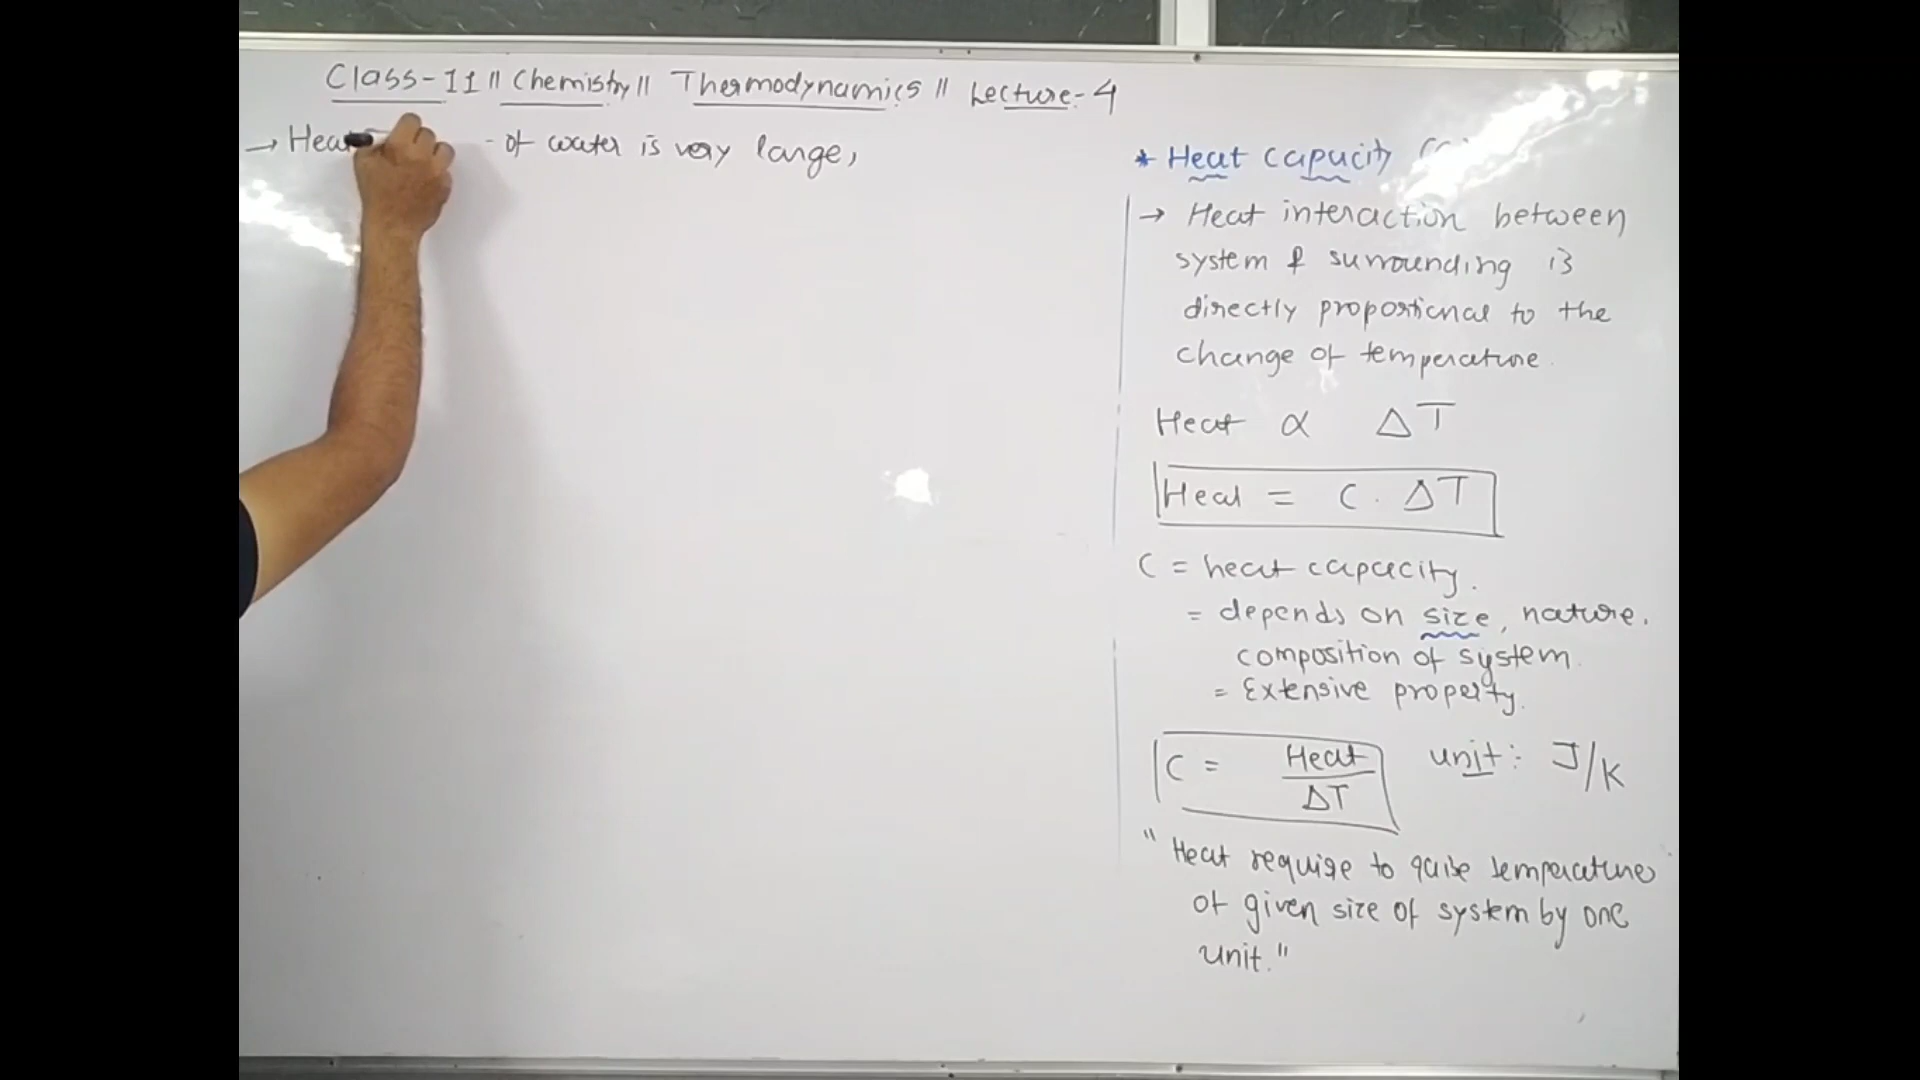 Class-11 || Chemistry || Thermodynamics || Lecture-4
→ Heat - of water is very large,
* Heat capacity
→ Heat interaction between
system & surrounding is
directly proportional to the
change of temperature.
Heat ∝ ΔT
Heat = C · ΔT
C = heat capacity.
= depends on size, nature,
composition of system.
= Extensive property.
C = Heat / ΔT unit: J/K
"Heat require to raise temperature
of given size of system by one
unit."